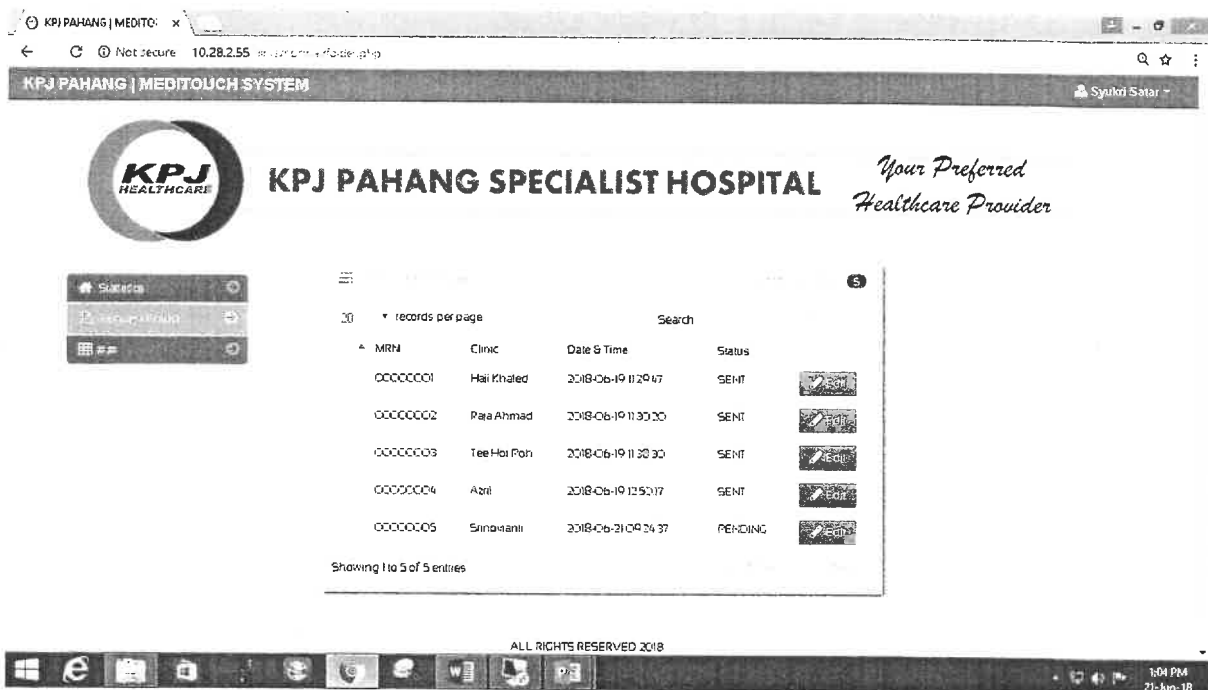 KPJ PAHANG | MEDITO
Not secure 10.28.2.55
KPJ PAHANG | MEDITOUCH SYSTEM
Syukri Satar
KPJ
HEALTHCARE
KPJ PAHANG SPECIALIST HOSPITAL
Your Preferred
Healthcare Provider
Statistics
##
5
20 records per page Search
MRN Clinic Date & Time Status
00000001 Haji Khaled 2018-06-19 11:29:47 SENT Edit
00000002 Raja Ahmad 2018-06-19 11:30:20 SENT Edit
00000003 Tee Hoi Poh 2018-06-19 11:38:30 SENT Edit
00000004 Azril 2018-06-19 12:50:17 SENT Edit
00000005 2018-06-21 09:24:37 PENDING Edit
Showing 1 to 5 of 5 entries
ALL RIGHTS RESERVED 2018
1:04 PM
21-Jun-18